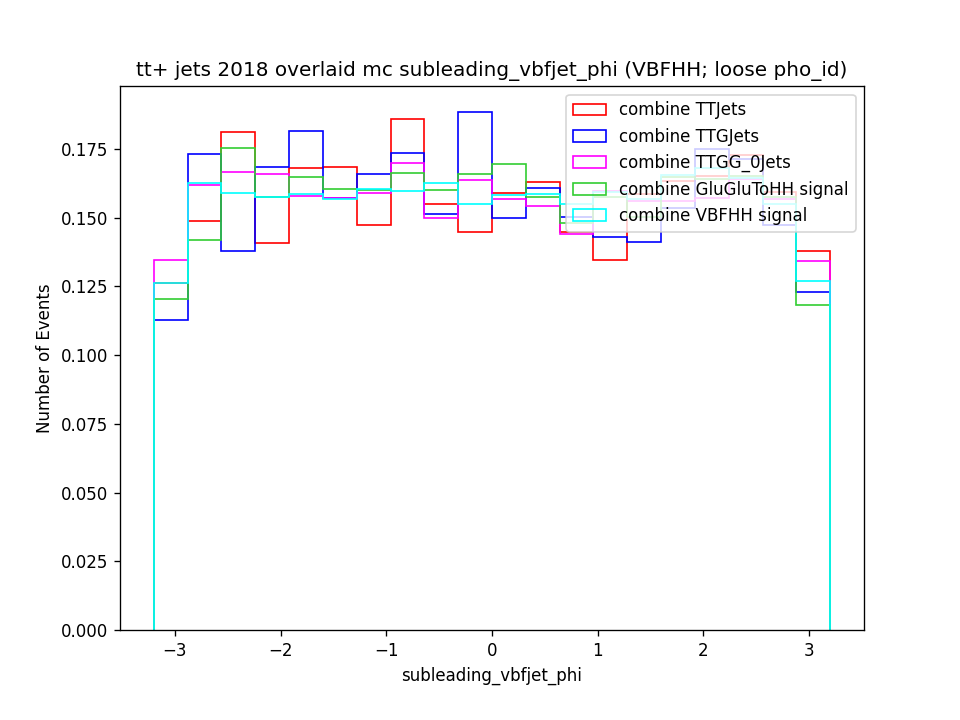 tt+ jets 2018 overlaid mc subleading_vbfjet_phi (VBFHH; loose pho_id)
combine TTJets
combine TTGJets
combine TTGG_0Jets
combine GluGluToHH signal
combine VBFHH signal
Number of Events
0.175
0.150
0.125
0.100
0.075
0.050
0.025
0.000
−3 −2 −1 0 1 2 3
subleading_vbfjet_phi